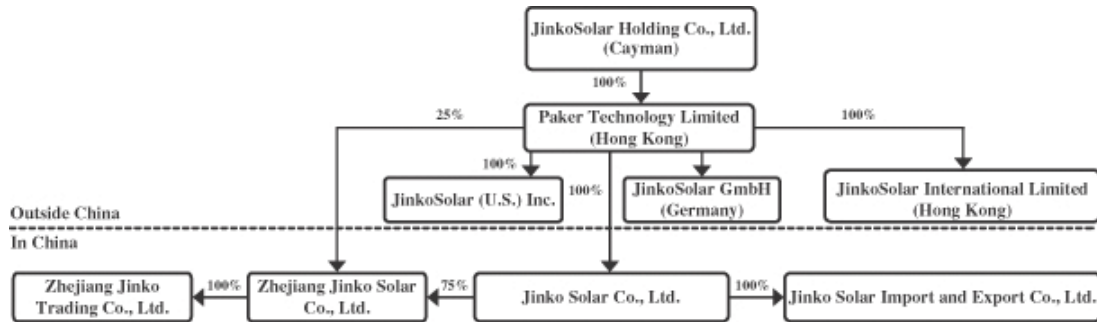 JinkoSolar Holding Co., Ltd.
(Cayman)
100%
25%
Paker Technology Limited
(Hong Kong)
100%
100%
100%
JinkoSolar (U.S.) Inc.
JinkoSolar GmbH
(Germany)
JinkoSolar International Limited
(Hong Kong)
Outside China
In China
Zhejiang Jinko
Trading Co., Ltd.
100%
Zhejiang Jinko Solar
Co., Ltd.
75%
Jinko Solar Co., Ltd.
100%
Jinko Solar Import and Export Co., Ltd.